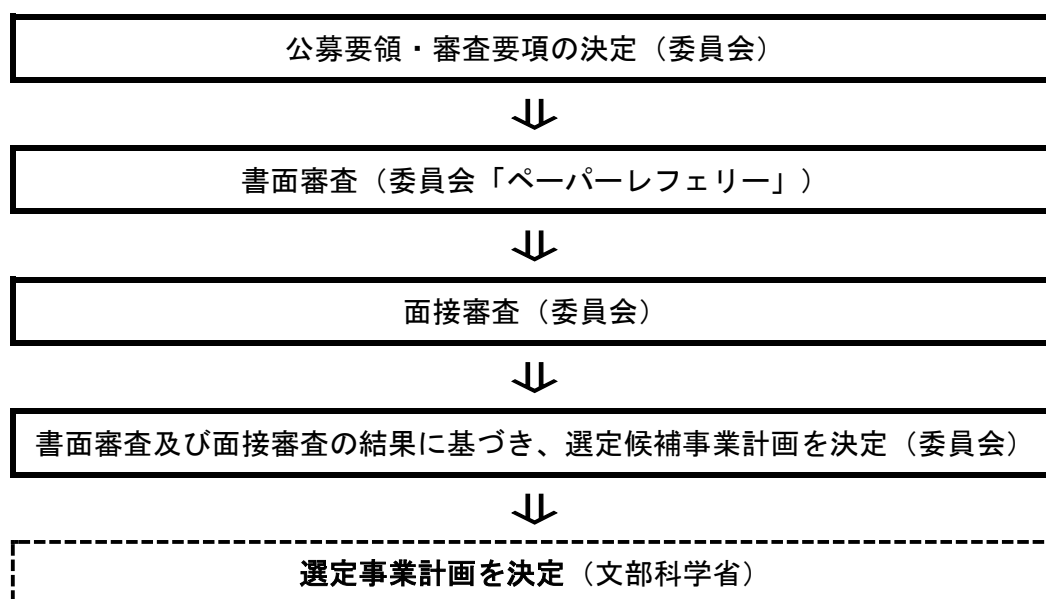 公募要領・審査要項の決定（委員会）
⇓
書面審査（委員会「ペーパーレフェリー」）
⇓
面接審査（委員会）
⇓
書面審査及び面接審査の結果に基づき、選定候補事業計画を決定（委員会）
⇓
選定事業計画を決定（文部科学省）